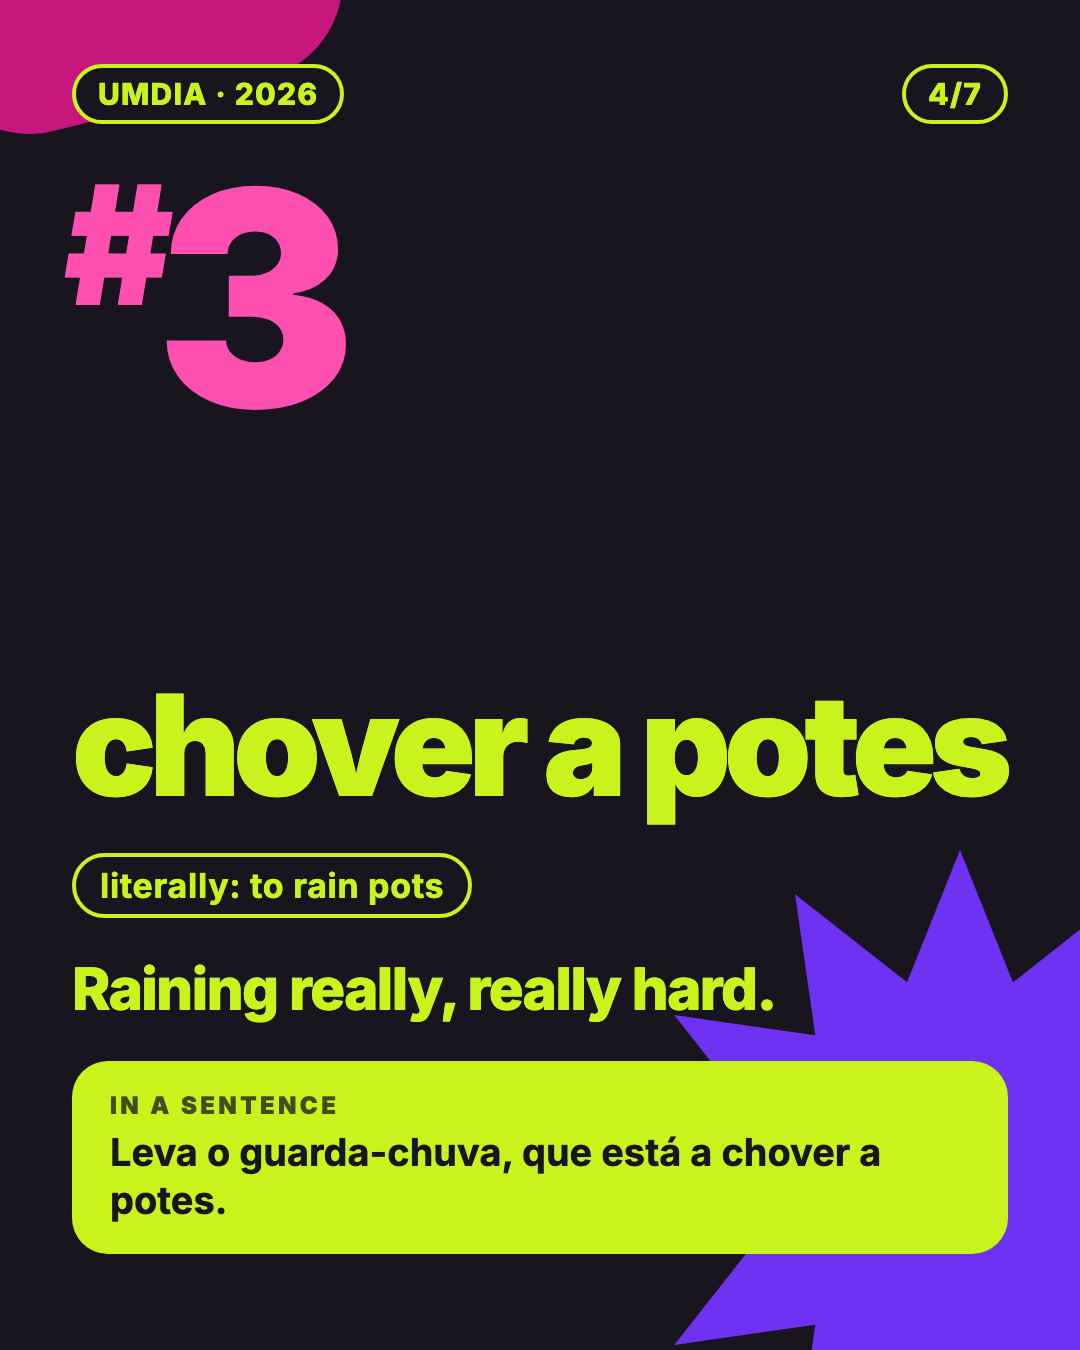 UMDIA · 2026
4/7
#3
chover a potes
literally: to rain pots
Raining really, really hard.
IN A SENTENCE
Leva o guarda-chuva, que está a chover a
potes.